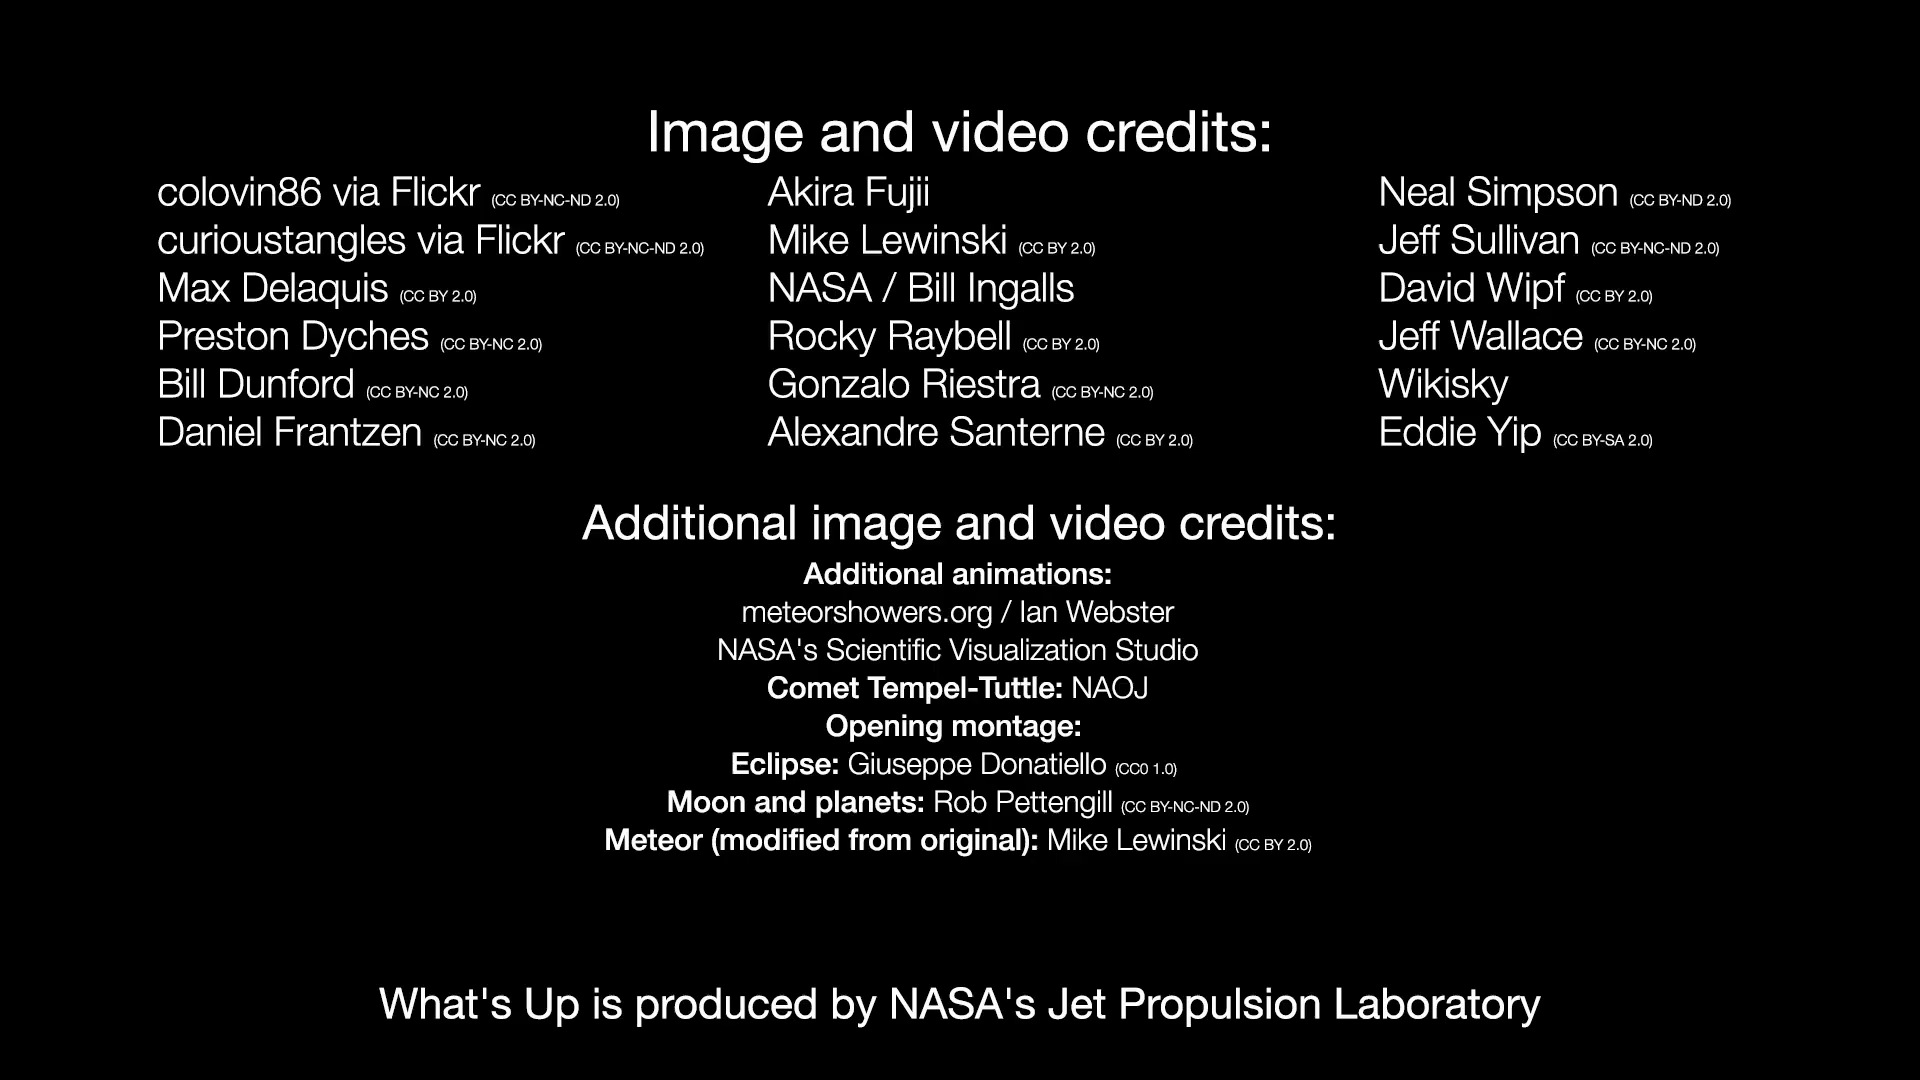 Image and video credits:
colovin86 via Flickr (CC BY-NC-ND 2.0)
curioustangles via Flickr (CC BY-NC-ND 2.0)
Max Delaquis (CC BY 2.0)
Preston Dyches (CC BY-NC 2.0)
Bill Dunford (CC BY-NC 2.0)
Daniel Frantzen (CC BY-NC 2.0)
Akira Fujii
Mike Lewinski (CC BY 2.0)
NASA / Bill Ingalls
Rocky Raybell (CC BY 2.0)
Gonzalo Riestra (CC BY-NC 2.0)
Alexandre Santerne (CC BY 2.0)
Neal Simpson (CC BY-ND 2.0)
Jeff Sullivan (CC BY-NC-ND 2.0)
David Wipf (CC BY 2.0)
Jeff Wallace (CC BY-NC 2.0)
Wikisky
Eddie Yip (CC BY-SA 2.0)
Additional image and video credits:
Additional animations:
meteorshowers.org / Ian Webster
NASA's Scientific Visualization Studio
Comet Tempel-Tuttle: NAOJ
Opening montage:
Eclipse: Giuseppe Donatiello (CC0 1.0)
Moon and planets: Rob Pettengill (CC BY-NC-ND 2.0)
Meteor (modified from original): Mike Lewinski (CC BY 2.0)
What's Up is produced by NASA's Jet Propulsion Laboratory